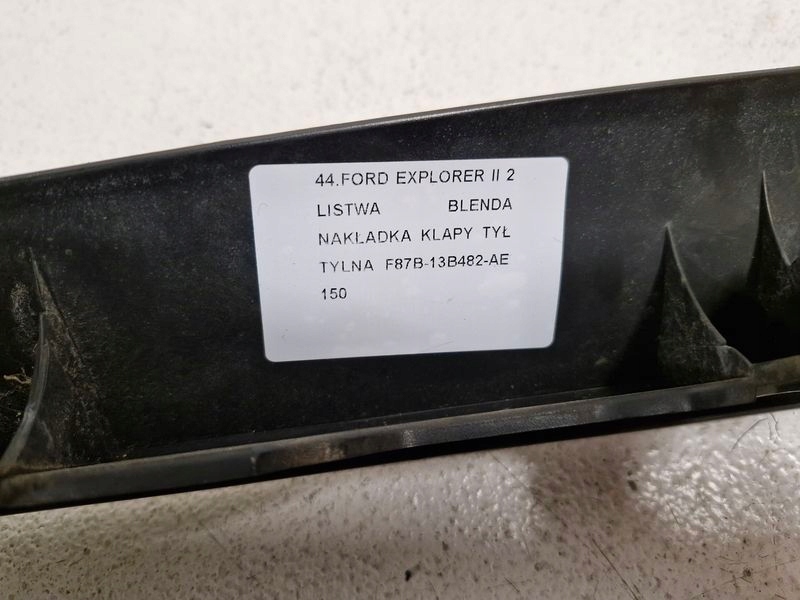 44.FORD EXPLORER II 2
LISTWA BLENDA
NAKŁADKA KLAPY TYŁ
TYLNA F87B-13B482-AE
150